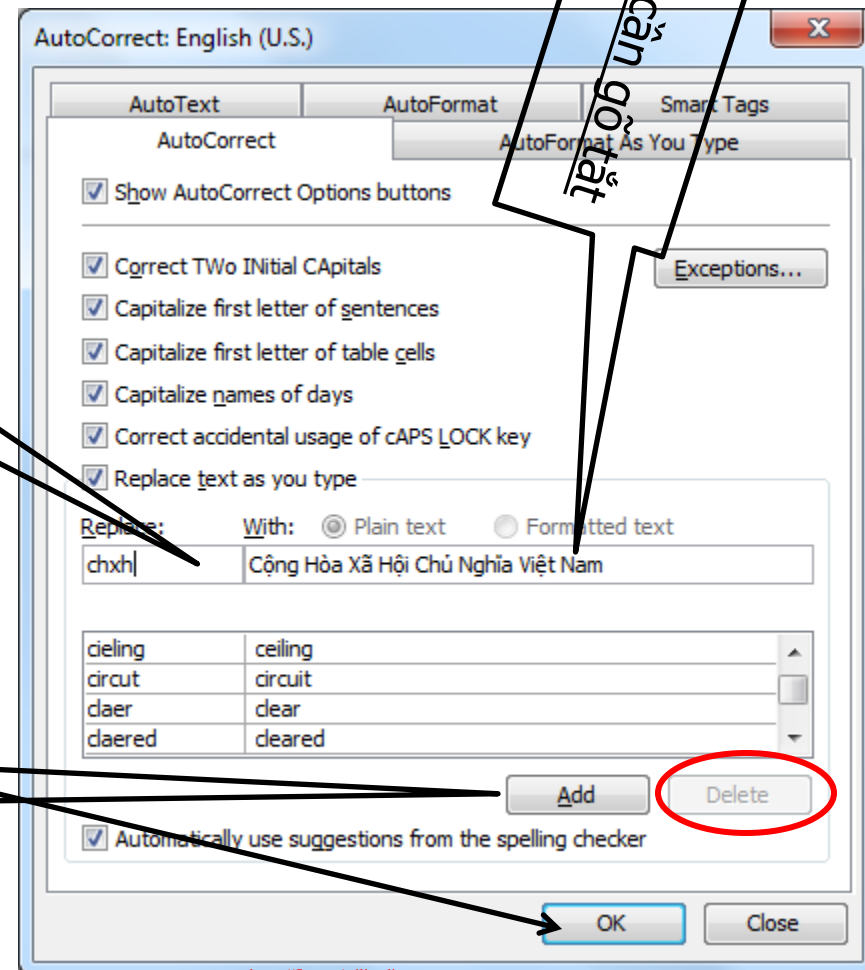 cần gõ tắt
AutoCorrect: English (U.S.)
AutoText AutoFormat Smart Tags
AutoCorrect AutoFormat As You Type
Show AutoCorrect Options buttons
Correct TWo INitial CApitals
Exceptions...
Capitalize first letter of sentences
Capitalize first letter of table cells
Capitalize names of days
Correct accidental usage of cAPS LOCK key
Replace text as you type
Replace: With: Plain text Formatted text
chxh Cộng Hòa Xã Hội Chủ Nghĩa Việt Nam
cieling ceiling
circut circuit
claer clear
claered cleared
Add Delete
Automatically use suggestions from the spelling checker
OK Close